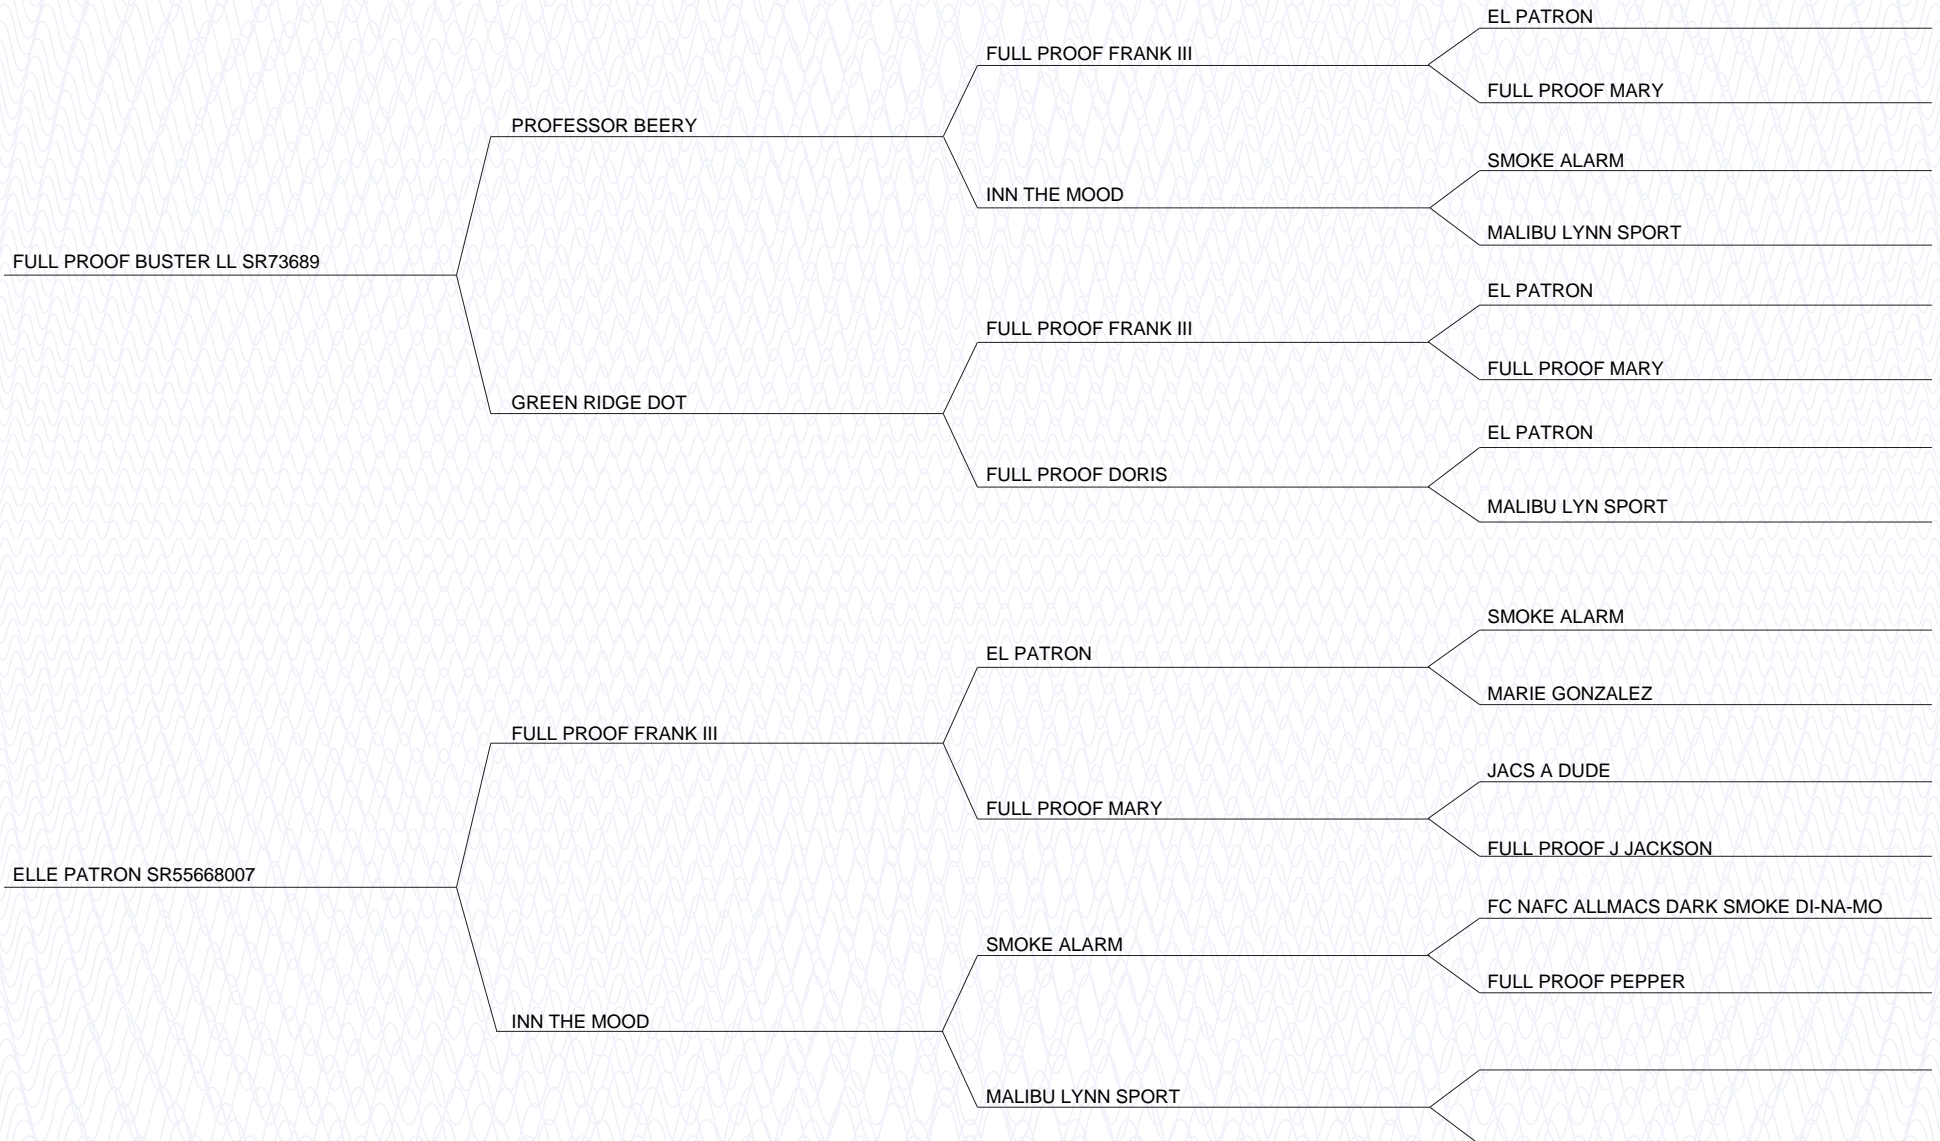 EL PATRON
FULL PROOF FRANK III
FULL PROOF MARY
PROFESSOR BEERY
SMOKE ALARM
INN THE MOOD
MALIBU LYNN SPORT
FULL PROOF BUSTER LL SR73689
EL PATRON
FULL PROOF FRANK III
FULL PROOF MARY
GREEN RIDGE DOT
EL PATRON
FULL PROOF DORIS
MALIBU LYN SPORT
SMOKE ALARM
EL PATRON
MARIE GONZALEZ
FULL PROOF FRANK III
JACS A DUDE
FULL PROOF MARY
FULL PROOF J JACKSON
ELLE PATRON SR55668007
FC NAFC ALLMACS DARK SMOKE DI-NA-MO
SMOKE ALARM
FULL PROOF PEPPER
INN THE MOOD
MALIBU LYNN SPORT